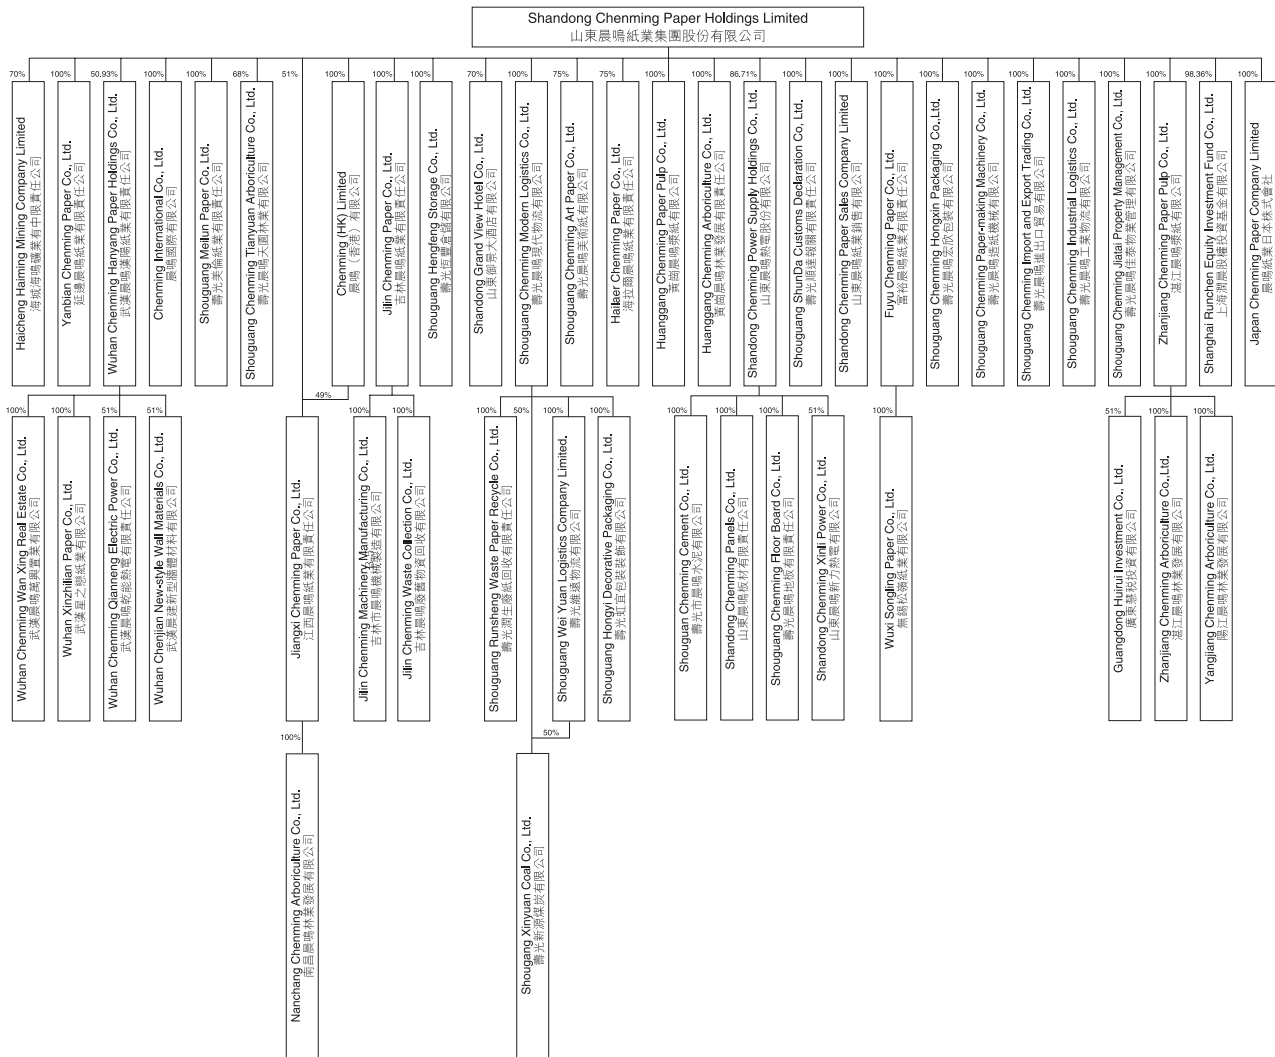 Shandong Chenming Paper Holdings Limited
山東晨鳴紙業集團股份有限公司
70%
100%
50.93%
100%
100%
68%
51%
100%
100%
100%
70%
100%
75%
75%
100%
100%
86.71%
100%
100%
100%
100%
100%
100%
100%
100%
100%
98.36%
100%
Haicheng Haiming Mining Company Limited
海城海鳴礦業有中限責任公司
Yanbian Chenming Paper Co., Ltd.
延邊晨鳴紙業有限責任公司
Wuhan Chenming Hanyang Paper Holdings Co., Ltd.
武漢晨鳴漢陽紙業有限責任公司
Chenming International Co., Ltd.
晨鳴國際有限公司
Shouguang Meilun Paper Co., Ltd.
壽光美倫紙業有限責任公司
Shouguang Chenming Tianyuan Arboriculture Co., Ltd.
壽光晨鳴天園林業有限公司
Chenming (HK) Limited
晨鳴（香港）有限公司
Jilin Chenming Paper Co., Ltd.
吉林晨鳴紙業有限責任公司
Shouguang Hengfeng Storage Co., Ltd.
壽光恆豐倉儲有限公司
Shandong Grand View Hotel Co., Ltd.
山東御景大酒店有限公司
Shouguang Chenming Modern Logistics Co., Ltd.
壽光晨鳴現代物流有限公司
Shouguang Chenming Art Paper Co., Ltd.
壽光晨鳴美術紙有限公司
Hailaer Chenming Paper Co., Ltd.
海拉爾晨鳴紙業有限責任公司
Huanggang Chenming Paper Pulp Co., Ltd.
黃岡晨鳴漿紙有限公司
Huanggang Chenming Arboriculture Co., Ltd.
黃崗晨鳴林業發展有限責任公司
Shandong Chenming Power Supply Holdings Co., Ltd.
山東晨鳴熱電股份有限公司
Shouguang ShunDa Customs Declaration Co, Ltd.
壽光順達報關有限責任公司
Shandong Chenming Paper Sales Company Limited
山東晨鳴紙業銷售有限公司
Fuyu Chenming Paper Co., Ltd.
富裕晨鳴紙業有限責任公司
Shouguang Chenming Hongxin Packaging Co.,Ltd.
壽光晨鳴宏欣包裝有限公司
Shouguang Chenming Paper-making Machinery Co., Ltd.
壽光晨鳴造紙機械有限公司
Shouguang Chenming Import and Export Trading Co., Ltd.
壽光晨鳴進出口貿易有限公司
Shouguang Chenming Industrial Logistics Co., Ltd.
壽光晨鳴工業物流有限公司
Shouguang Chenming Jiatai Property Management Co., Ltd.
壽光晨鳴佳泰物業管理有限公司
Zhanjiang Chenming Paper Pulp Co., Ltd.
湛江晨鳴漿紙有限公司
Shanghai Runchen Equity Investment Fund Co., Ltd.
上海潤晨股權投資基金有限公司
Japan Paper Company Limited
晨鳴紙業日本株式會社
100%
100%
51%
51%
49%
100%
100%
100%
50%
100%
100%
100%
100%
100%
51%
100%
51%
100%
100%
Wuhan Chenming Wan Xing Real Estate Co., Ltd.
武漢晨鳴萬興置業有限公司
Wuhan Xinzhilian Paper Co., Ltd.
武漢星之戀紙業有限公司
Wuhan Chenming Qianneng Electric Power Co., Ltd.
武漢晨鳴乾能熱電有限責任公司
Wuhan Chenjian New-style Wall Materials Co., Ltd.
武漢晨建新型牆體材料有限公司
Jiangxi Chenming Paper Co., Ltd.
江西晨鳴紙業有限責任公司
Jilin Chenming Machinery Manufacturing Co., Ltd.
吉林市晨鳴機械製造有限公司
Jilin Chenming Waste Collection Co., Ltd.
吉林晨鳴廢舊物資回收有限公司
Shouguang Runsheng Waste Paper Recycle Co., Ltd.
壽光潤生廢紙回收有限責任公司
Shouguang Wei Yuan Logistics Company Limited.
壽光維遠物流有限公司
Shouguang Hongyi Decorative Packaging Co., Ltd.
壽光虹宜包裝裝飾有限公司
Shouguan Chenming Cement Co., Ltd.
壽光市晨鳴水泥有限公司
Shandong Chenming Panels Co., Ltd.
山東晨鳴板材有限責任公司
Shouguang Chenming Floor Board Co., Ltd.
壽光晨鳴地板有限責任公司
Shandong Chenming Xinli Power Co., Ltd.
山東晨鳴新力熱電有限公司
Wuxi Songling Paper Co., Ltd.
無錫松嶺紙業有限公司
Guangdong Huirui Investment Co., Ltd.
廣東慧稅投資有限公司
Zhanjiang Chenming Arboriculture Co., Ltd.
湛江晨鳴林業發展有限公司
Yangjiang Chenming Arboriculture Co., Ltd.
陽江晨鳴林業發展有限公司
100%
50%
Nanchang Chenming Arboriculture Co., Ltd.
南昌晨鳴林業發展有限公司
Shougang Xinyuan Coal Co., Ltd.
壽光新源煤炭有限公司